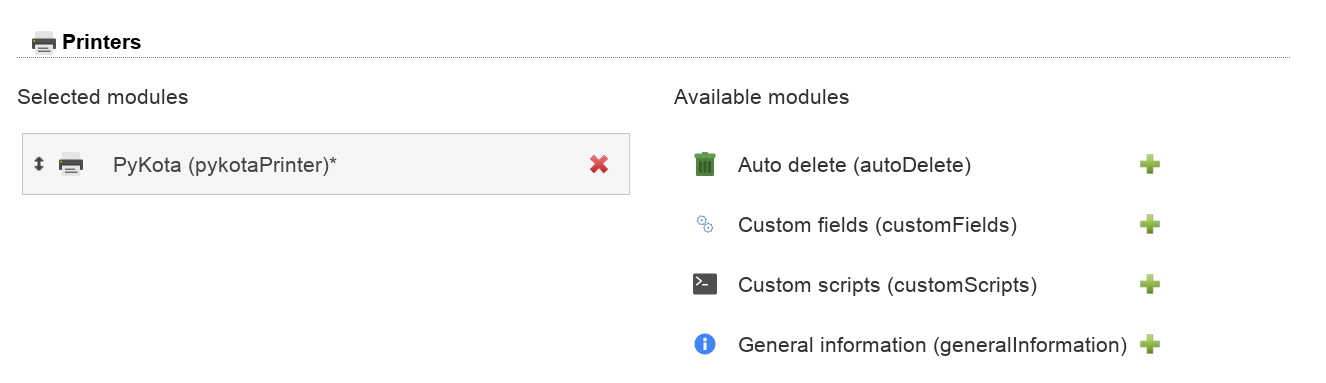 Printers
Selected modules
Available modules
PyKota (pykotaPrinter)*
Auto delete (autoDelete)
Custom fields (customFields)
Custom scripts (customScripts)
General information (generalInformation)